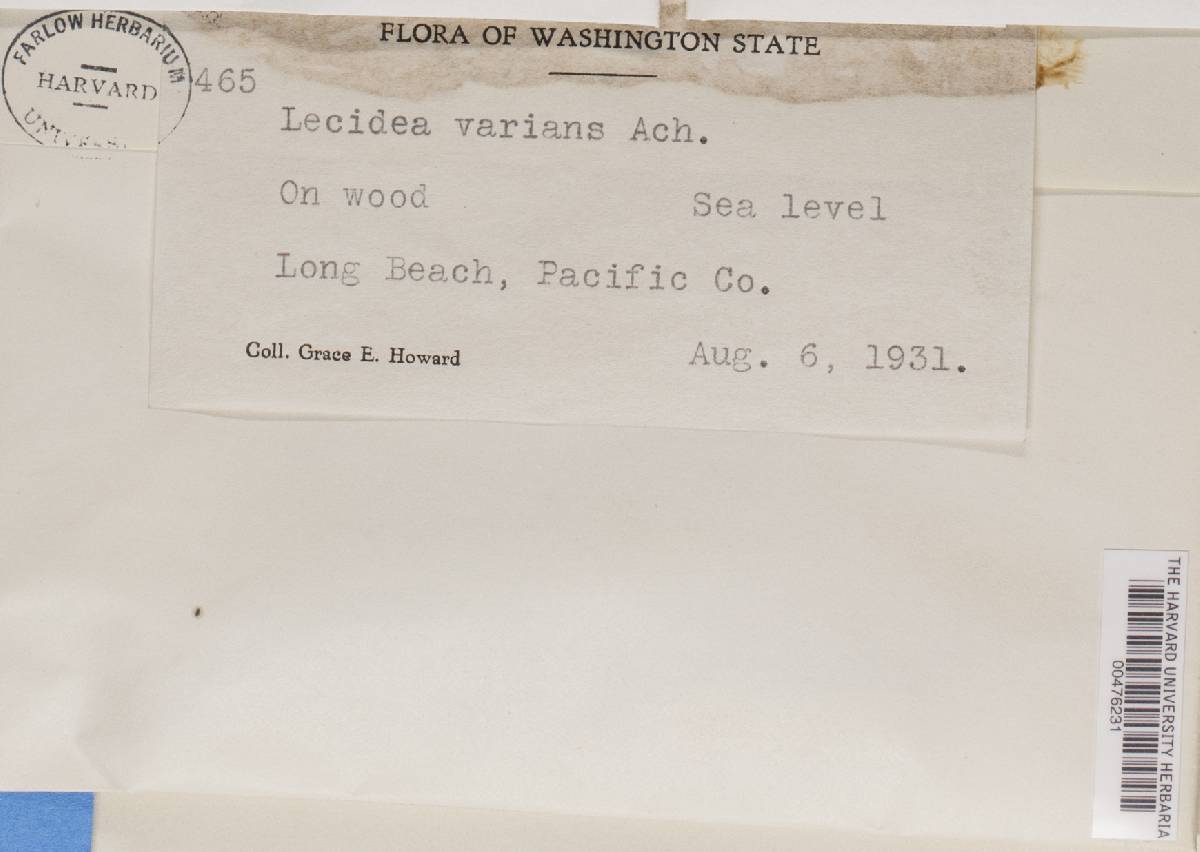 FLORA OF WASHINGTON STATE
FARLOW HERBARIUM
HARVARD
465
Lecidea varians Ach.
On wood Sea level
Long Beach, Pacific Co.
Coll. Grace E. Howard Aug. 6, 1931.
THE HARVARD UNIVERSITY HERBARIA
00476231